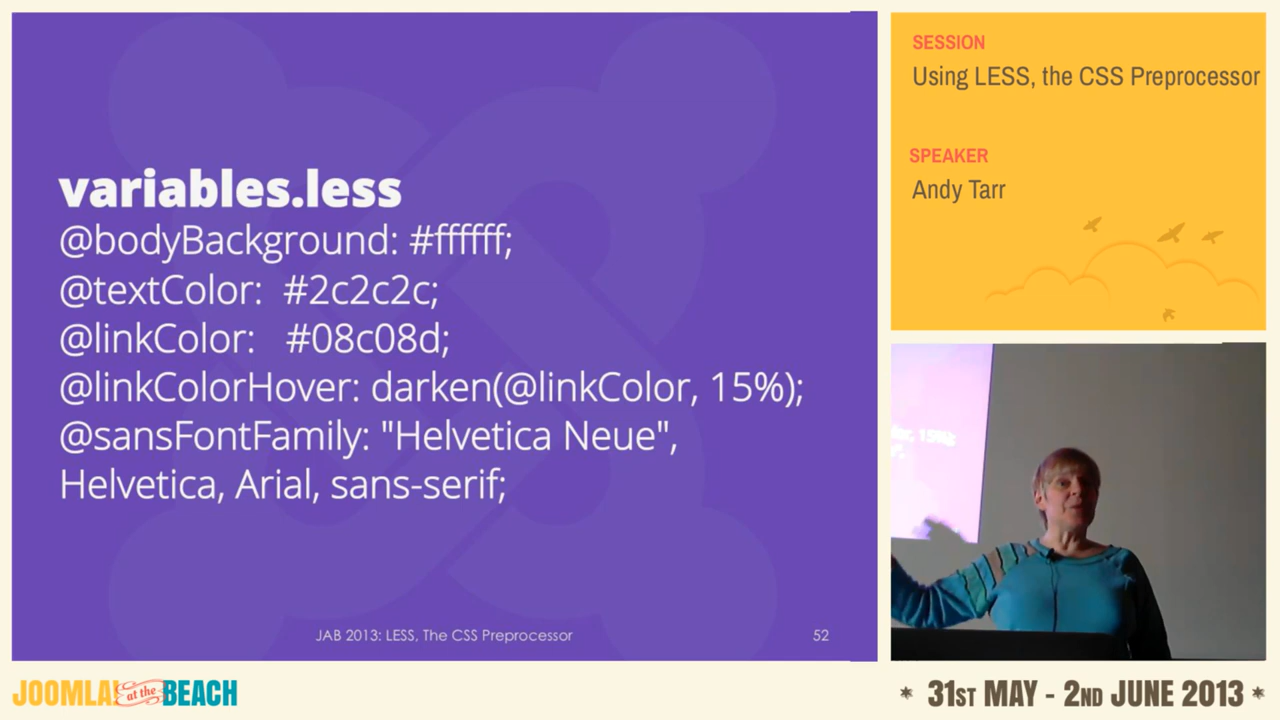 variables.less
@bodyBackground: #ffffff;
@textColor: #2c2c2c;
@linkColor: #08c08d;
@linkColorHover: darken(@linkColor, 15%);
@sansFontFamily: "Helvetica Neue",
Helvetica, Arial, sans-serif;
JAB 2013: LESS, The CSS Preprocessor
52
SESSION
Using LESS, the CSS Preprocessor
SPEAKER
Andy Tarr
15%
JOOMLA! at the BEACH
* 31ST MAY - 2ND JUNE 2013 *